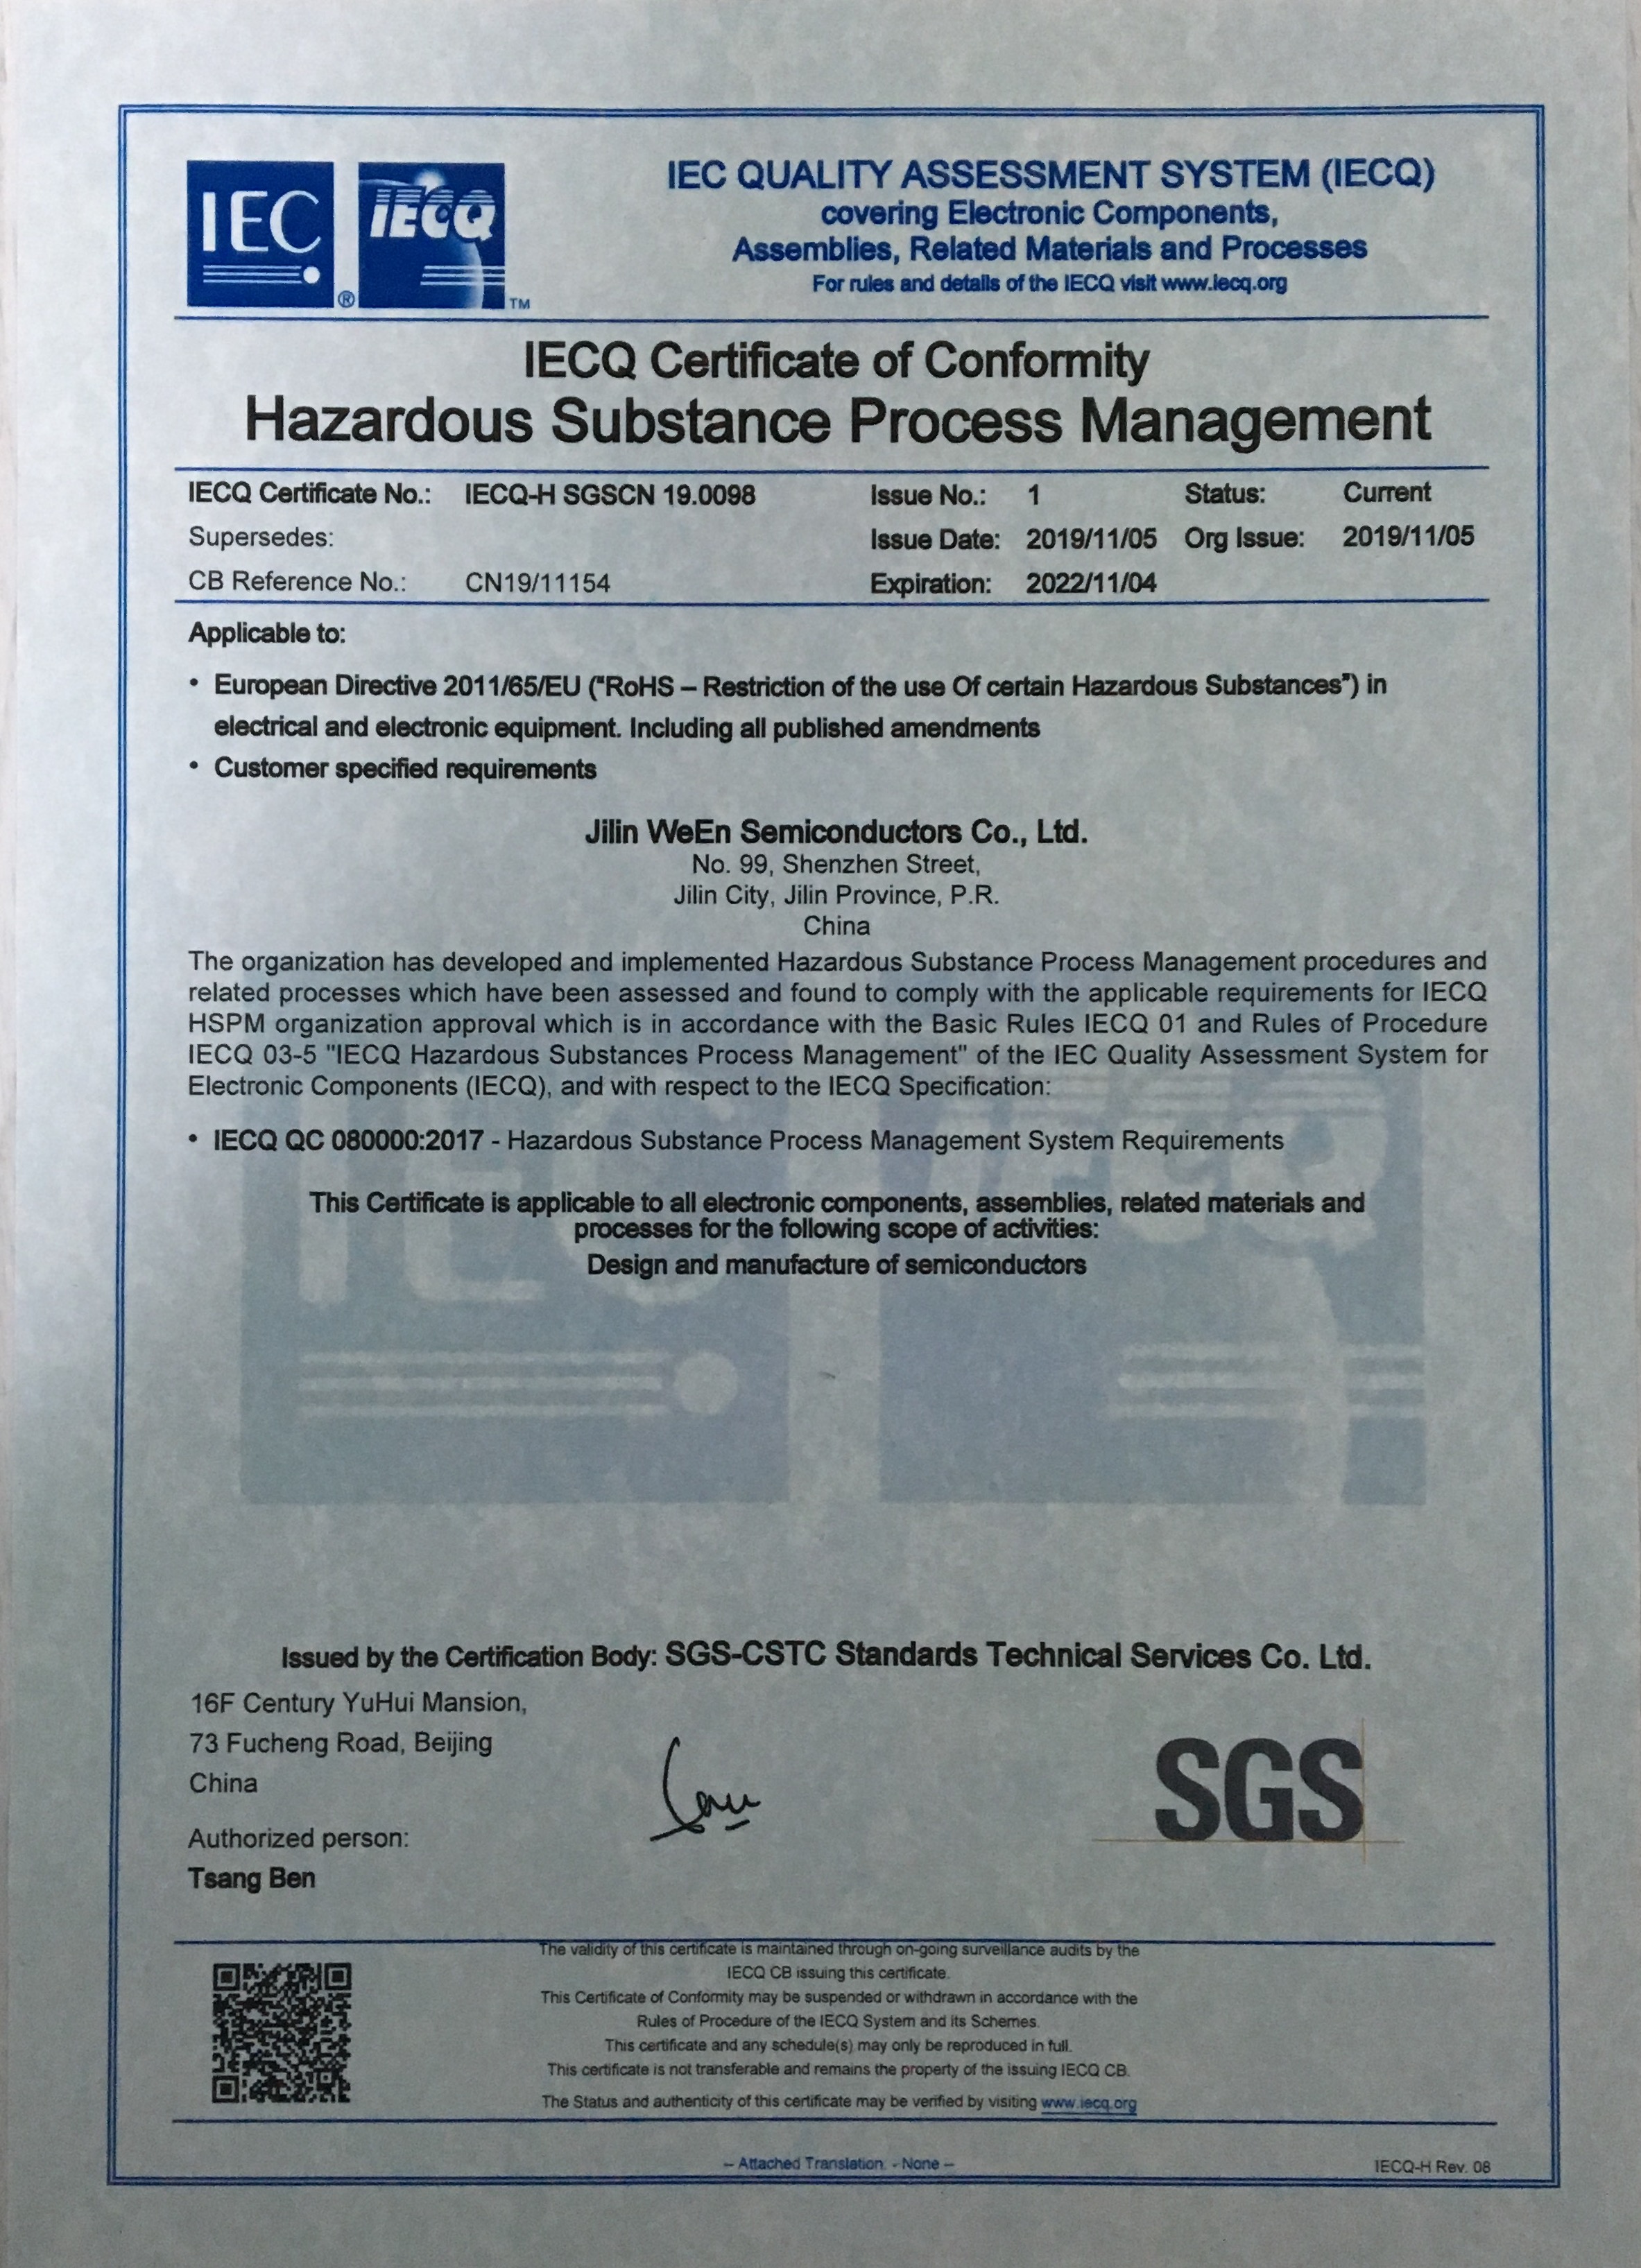 IEC
IECQ
®
TM
IEC QUALITY ASSESSMENT SYSTEM (IECQ)
covering Electronic Components,
Assemblies, Related Materials and Processes
For rules and details of the IECQ visit www.iecq.org
IECQ Certificate of Conformity
Hazardous Substance Process Management
IECQ Certificate No.: IECQ-H SGSCN 19.0098 Issue No.: 1 Status: Current
Supersedes: Issue Date: 2019/11/05 Org Issue: 2019/11/05
CB Reference No.: CN19/11154 Expiration: 2022/11/04
Applicable to:
• European Directive 2011/65/EU ("RoHS – Restriction of the use Of certain Hazardous Substances") in
electrical and electronic equipment. Including all published amendments
• Customer specified requirements
Jilin WeEn Semiconductors Co., Ltd.
No. 99, Shenzhen Street,
Jilin City, Jilin Province, P.R.
China
The organization has developed and implemented Hazardous Substance Process Management procedures and
related processes which have been assessed and found to comply with the applicable requirements for IECQ
HSPM organization approval which is in accordance with the Basic Rules IECQ 01 and Rules of Procedure
IECQ 03-5 "IECQ Hazardous Substances Process Management" of the IEC Quality Assessment System for
Electronic Components (IECQ), and with respect to the IECQ Specification:
• IECQ QC 080000:2017 - Hazardous Substance Process Management System Requirements
This Certificate is applicable to all electronic components, assemblies, related materials and
processes for the following scope of activities:
Design and manufacture of semiconductors
Issued by the Certification Body: SGS-CSTC Standards Technical Services Co. Ltd.
16F Century YuHui Mansion,
73 Fucheng Road, Beijing
China
Authorized person:
Tsang Ben
SGS
The validity of this certificate is maintained through on-going surveillance audits by the
IECQ CB issuing this certificate.
This Certificate of Conformity may be suspended or withdrawn in accordance with the
Rules of Procedure of the IECQ System and its Schemes.
This certificate and any schedule(s) may only be reproduced in full.
This certificate is not transferable and remains the property of the issuing IECQ CB.
The Status and authenticity of this certificate may be verified by visiting www.iecq.org
– Attached Translation. - None –
IECQ-H Rev. 08